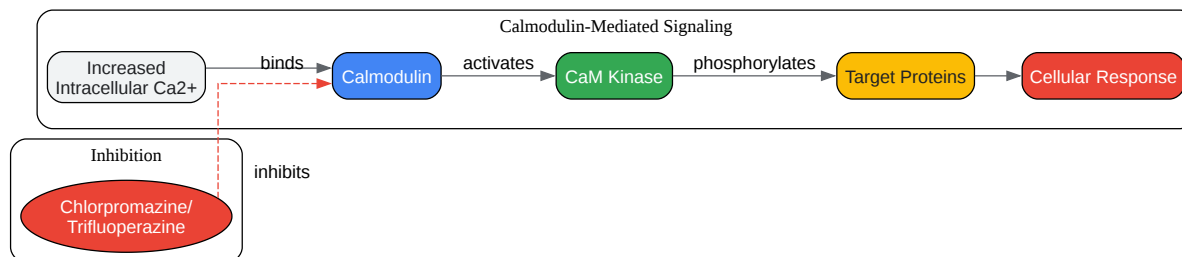 Calmodulin-Mediated Signaling
Increased
Intracellular Ca2+
binds
Calmodulin
activates
CaM Kinase
phosphorylates
Target Proteins
Cellular Response
Inhibition
inhibits
Chlorpromazine/
Trifluoperazine